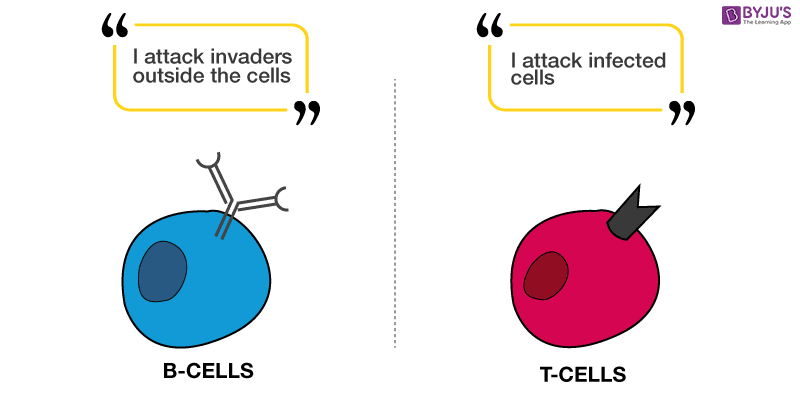 BYJU'S
The Learning App
“
I attack invaders
outside the cells
”
“
I attack infected
cells
”
B-CELLS
T-CELLS